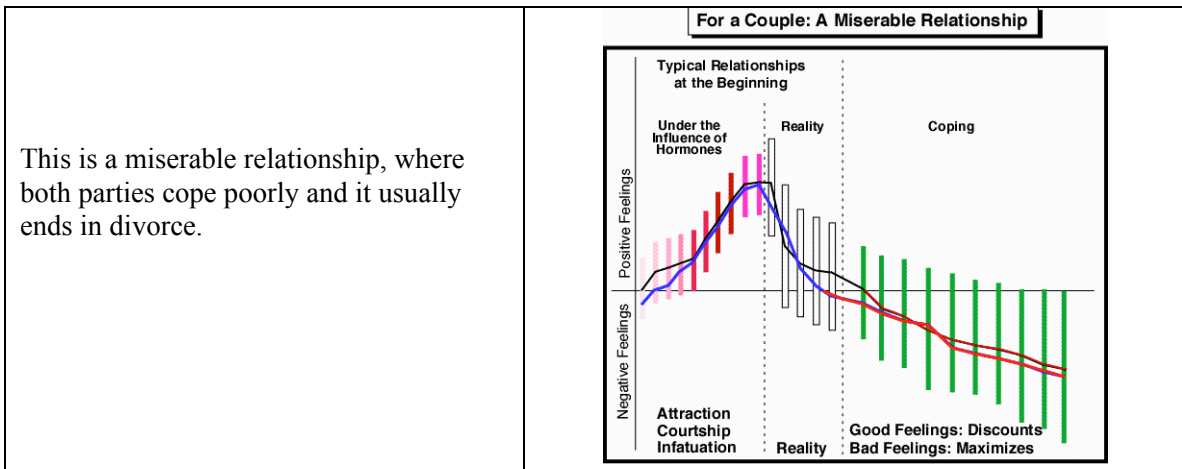 This is a miserable relationship, where
both parties cope poorly and it usually
ends in divorce.
For a Couple: A Miserable Relationship
Typical Relationships
at the Beginning
Under the
Influence of
Hormones
Reality
Coping
Positive Feelings
Negative Feelings
Attraction
Courtship
Infatuation
Reality
Good Feelings: Discounts
Bad Feelings: Maximizes